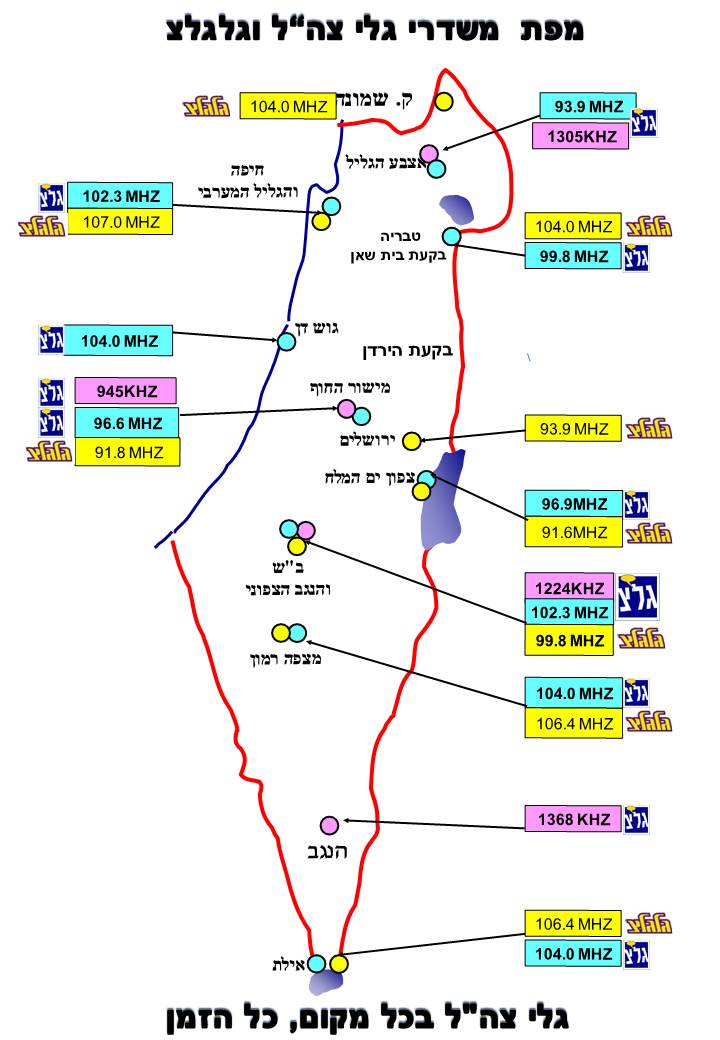 מפת משדרי גלי צה"ל וגלגלצ
ק. שמונה
104.0 MHZ
גלגלצ
93.9 MHZ
1305KHZ
גלצ
אצבע הגליל
חיפה
והגליל המערבי
102.3 MHZ
גלצ
107.0 MHZ
גלגלצ
טבריה
בקעת בית שאן
104.0 MHZ
גלגלצ
99.8 MHZ
גלצ
גוש דן
104.0 MHZ
גלצ
בקעת הירדן
מישור החוף
945KHZ
גלצ
96.6 MHZ
גלצ
91.8 MHZ
גלגלצ
ירושלים
93.9 MHZ
גלגלצ
צפון ים המלח
96.9MHZ
גלצ
91.6MHZ
גלגלצ
ב"ש
והנגב הצפוני
1224KHZ
102.3 MHZ
גלצ
99.8 MHZ
גלגלצ
מצפה רמון
104.0 MHZ
גלצ
106.4 MHZ
גלגלצ
1368 KHZ
גלצ
הנגב
106.4 MHZ
גלגלצ
104.0 MHZ
גלצ
אילת
גלי צה"ל בכל מקום, כל הזמן